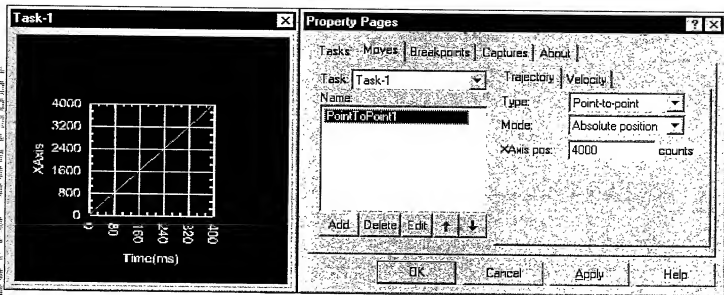 Task-1
4000
3200
2400
1600
800
0
XAxis
0
80
160
240
320
400
Time(ms)
Property Pages
Tasks Moves Breakpoints Captures About
Task: Task-1
Name:
PointToPoint1
Add Delete Edit
Trajectory Velocity
Type: Point-to-point
Mode: Absolute position
XAxis pos: 4000 counts
OK Cancel Apply Help